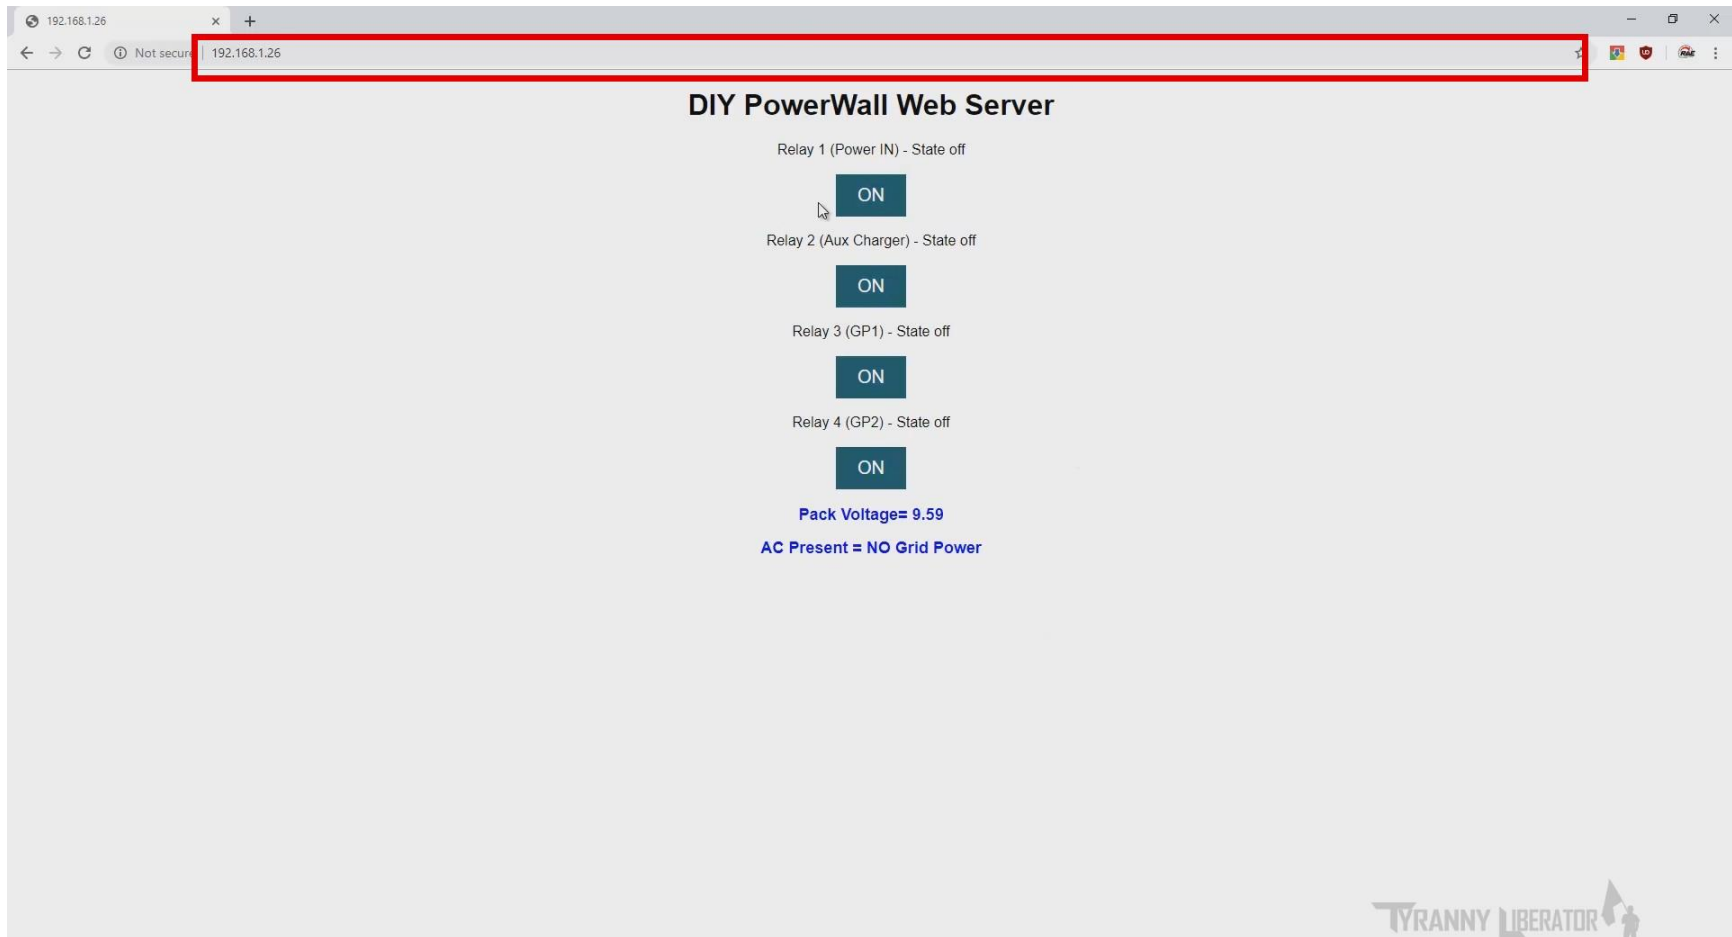 192.168.1.26
Not secure
192.168.1.26
DIY PowerWall Web Server
Relay 1 (Power IN) - State off
ON
Relay 2 (Aux Charger) - State off
ON
Relay 3 (GP1) - State off
ON
Relay 4 (GP2) - State off
ON
Pack Voltage= 9.59
AC Present = NO Grid Power
TYRANNY LIBERATOR